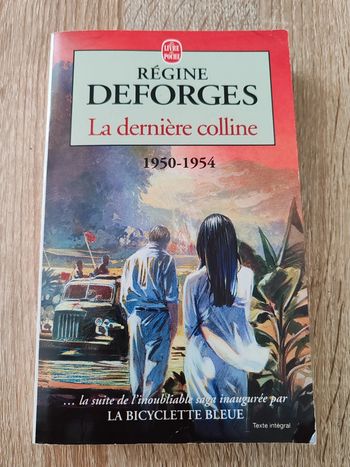 LE LIVRE
DE POCHE
RÉGINE
DEFORGES
La dernière colline
1950-1954
... la suite de l'inoubliable saga inaugurée par
LA BICYCLETTE BLEUE
Texte intégral